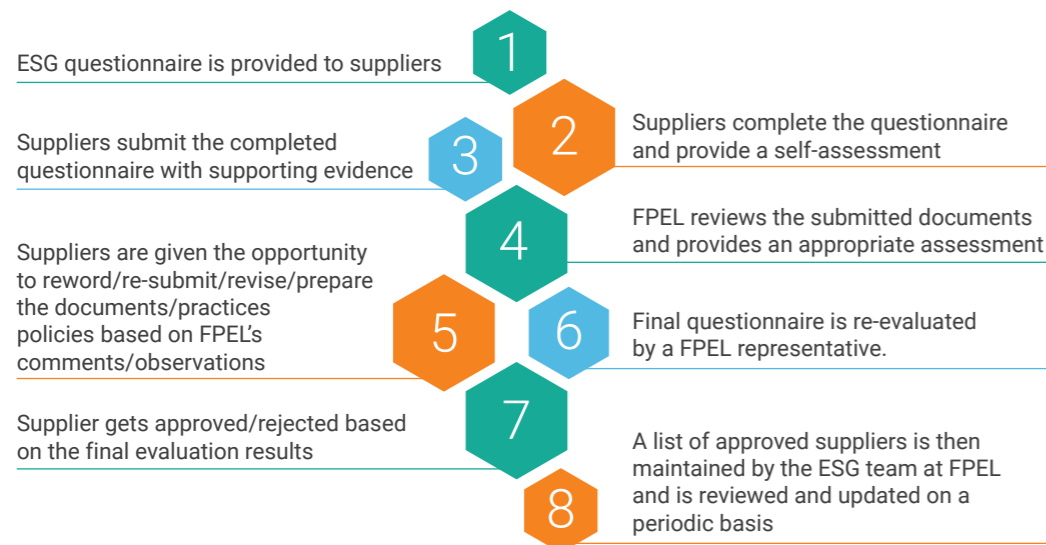 1
ESG questionnaire is provided to suppliers
2
Suppliers complete the questionnaire
and provide a self-assessment
3
Suppliers submit the completed
questionnaire with supporting evidence
4
FPEL reviews the submitted documents
and provides an appropriate assessment
5
Suppliers are given the opportunity
to reword/re-submit/revise/prepare
the documents/practices
policies based on FPEL’s
comments/observations
6
Final questionnaire is re-evaluated
by a FPEL representative.
7
Supplier gets approved/rejected based
on the final evaluation results
8
A list of approved suppliers is then
maintained by the ESG team at FPEL
and is reviewed and updated on a
periodic basis